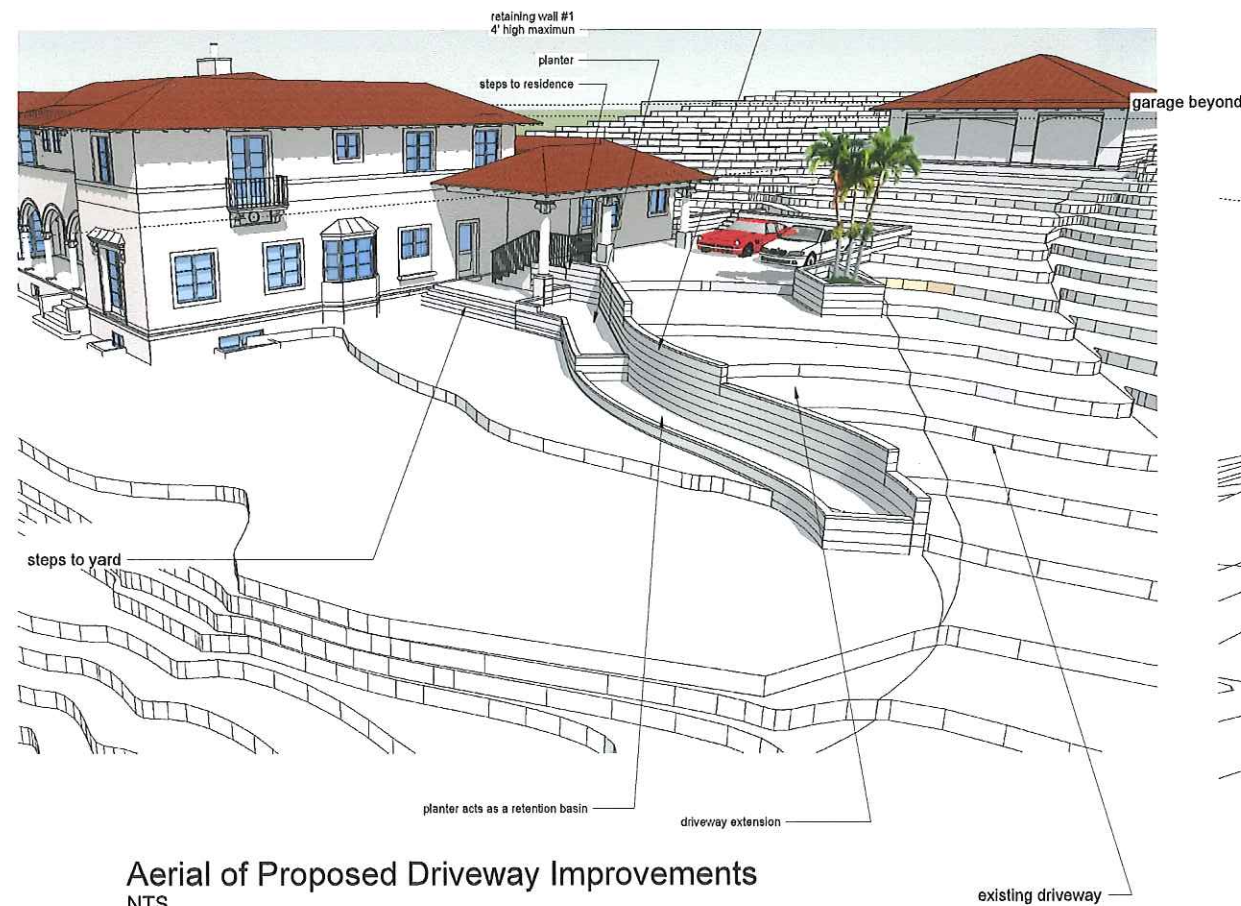 retaining wall #1
4' high maximun
planter
steps to residence
garage beyond
steps to yard
planter acts as a retention basin
driveway extension
Aerial of Proposed Driveway Improvements
NTS
existing driveway